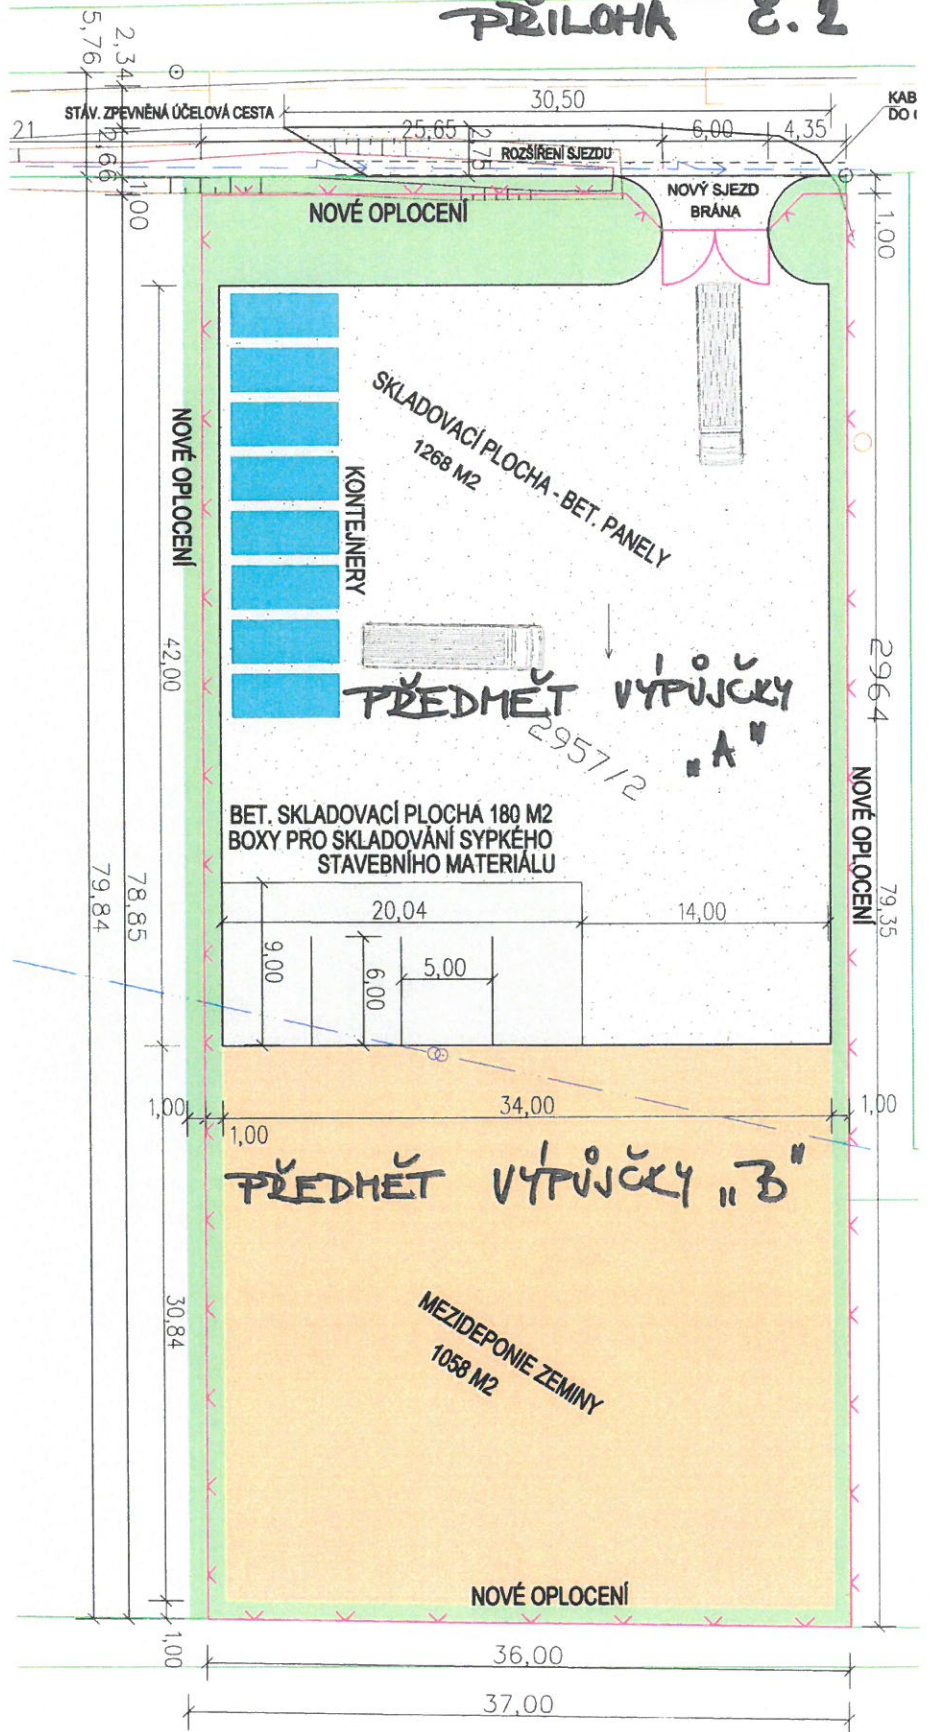 PŘÍLOHA č. 2
5,76
2,34
STÁV. ZPEVNĚNÁ ÚČELOVÁ CESTA
30,50
KAB
DO
21
2,66
25,65
2,75
6,00
4,35
ROZŠÍŘENÍ SJEZDU
1,00
NOVÝ SJEZD
BRÁNA
NOVÉ OPLOCENÍ
1,00
SKLADOVACÍ PLOCHA - BET. PANELY
1268 M2
NOVÉ OPLOCENÍ
KONTEJNERY
42,00
2964
PŘEDMĚT VÝPŮJČKY
"A"
2957/2
NOVÉ OPLOCENÍ
BET. SKLADOVACÍ PLOCHA 180 M2
BOXY PRO SKLADOVÁNÍ SYPKÉHO
STAVEBNÍHO MATERIÁLU
79,84
78,85
79,35
20,04
14,00
9,00
6,00
5,00
1,00
34,00
1,00
1,00
PŘEDMĚT VÝPŮJČKY "B"
30,84
MEZIDEPONIE ZEMINY
1058 M2
NOVÉ OPLOCENÍ
1,00
36,00
37,00